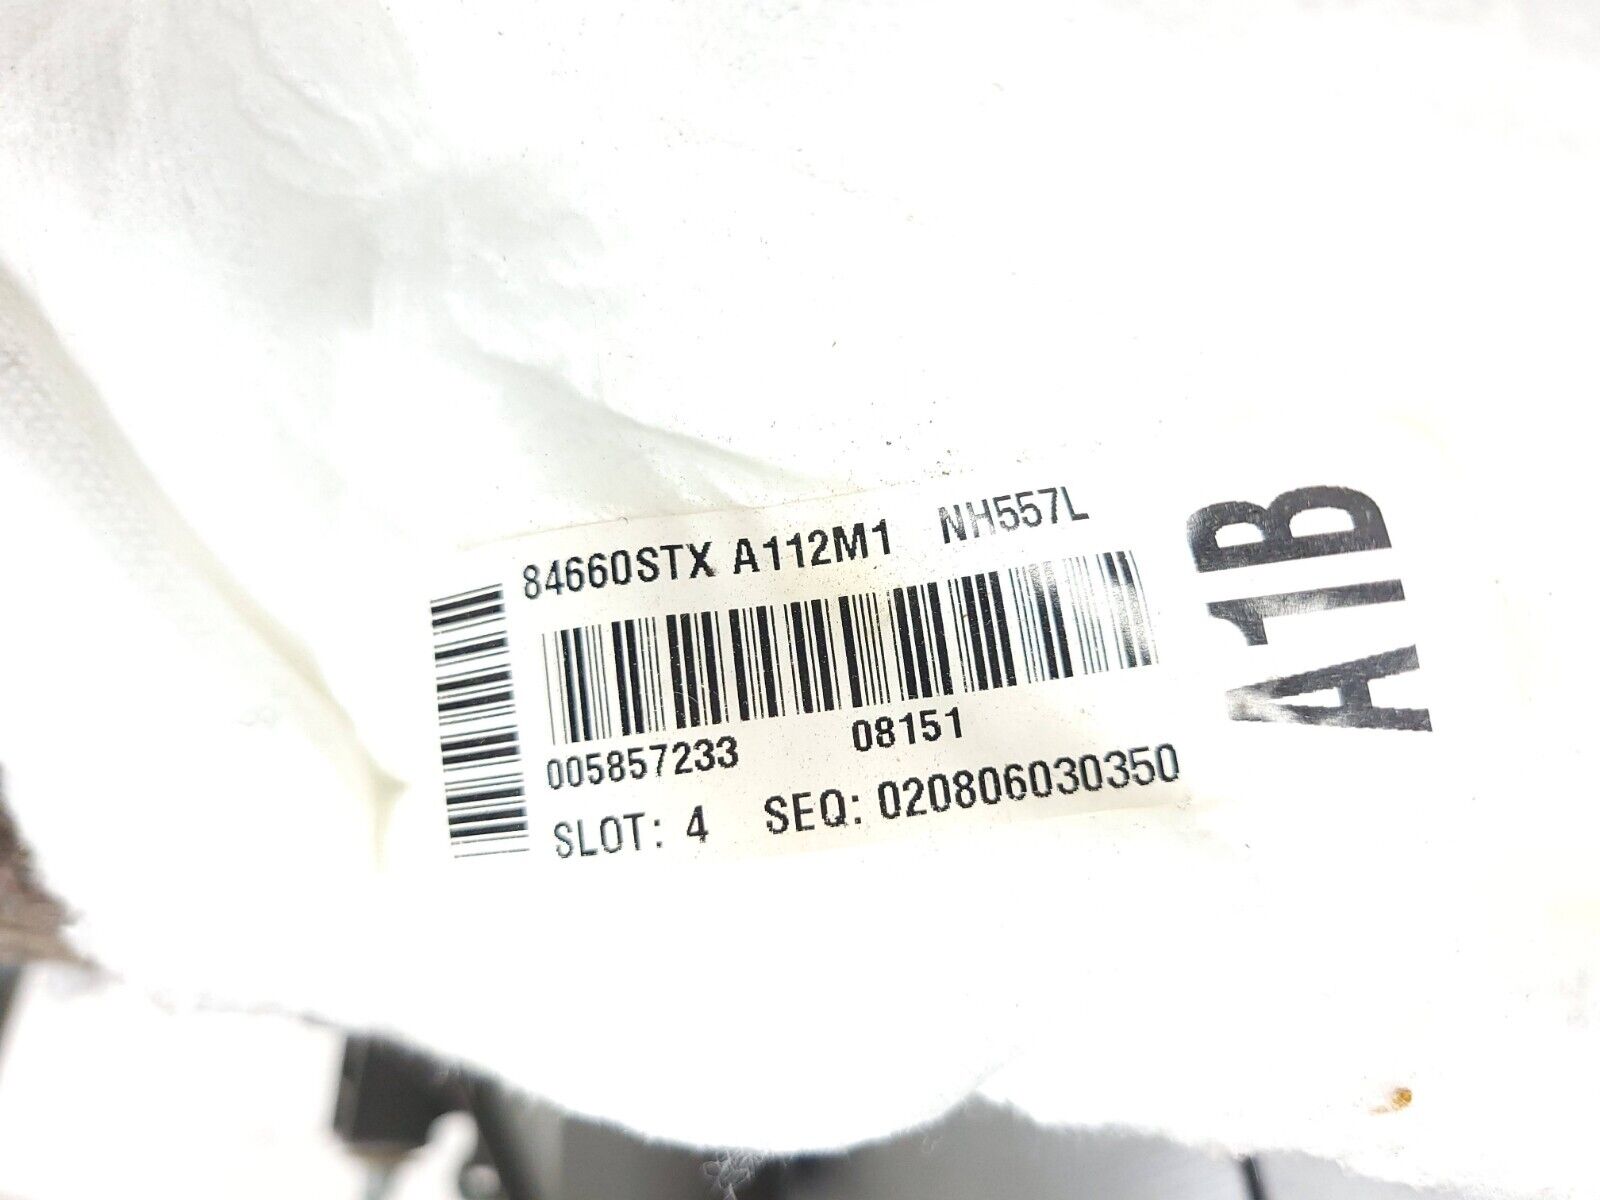 84660STX A112M1 NH557L
005857233 08151
SLOT: 4 SEQ: 020806030350
A1B